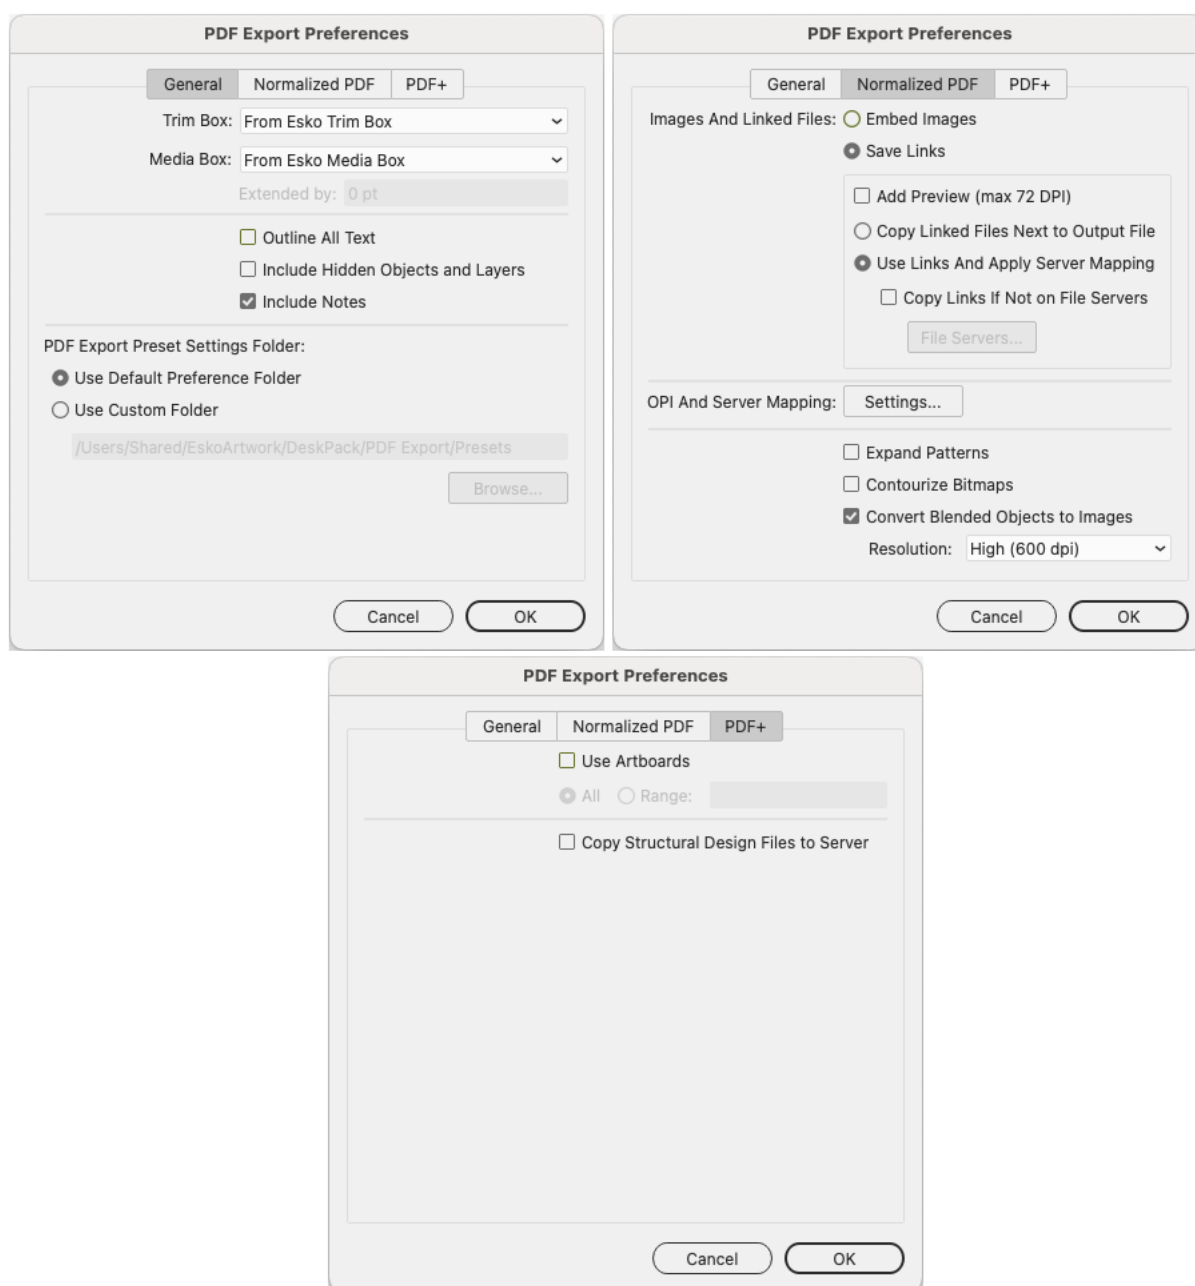 PDF Export Preferences
General Normalized PDF PDF+
Trim Box: From Esko Trim Box
Media Box: From Esko Media Box
Extended by: 0 pt
Outline All Text
Include Hidden Objects and Layers
Include Notes
PDF Export Preset Settings Folder:
Use Default Preference Folder
Use Custom Folder
/Users/Shared/EskoArtwork/DeskPack/PDF Export/Presets
Browse...
Cancel OK
PDF Export Preferences
General Normalized PDF PDF+
Images And Linked Files: Embed Images
Save Links
Add Preview (max 72 DPI)
Copy Linked Files Next to Output File
Use Links And Apply Server Mapping
Copy Links If Not on File Servers
File Servers...
OPI And Server Mapping: Settings...
Expand Patterns
Contourize Bitmaps
Convert Blended Objects to Images
Resolution: High (600 dpi)
Cancel OK
PDF Export Preferences
General Normalized PDF PDF+
Use Artboards
All Range:
Copy Structural Design Files to Server
Cancel OK